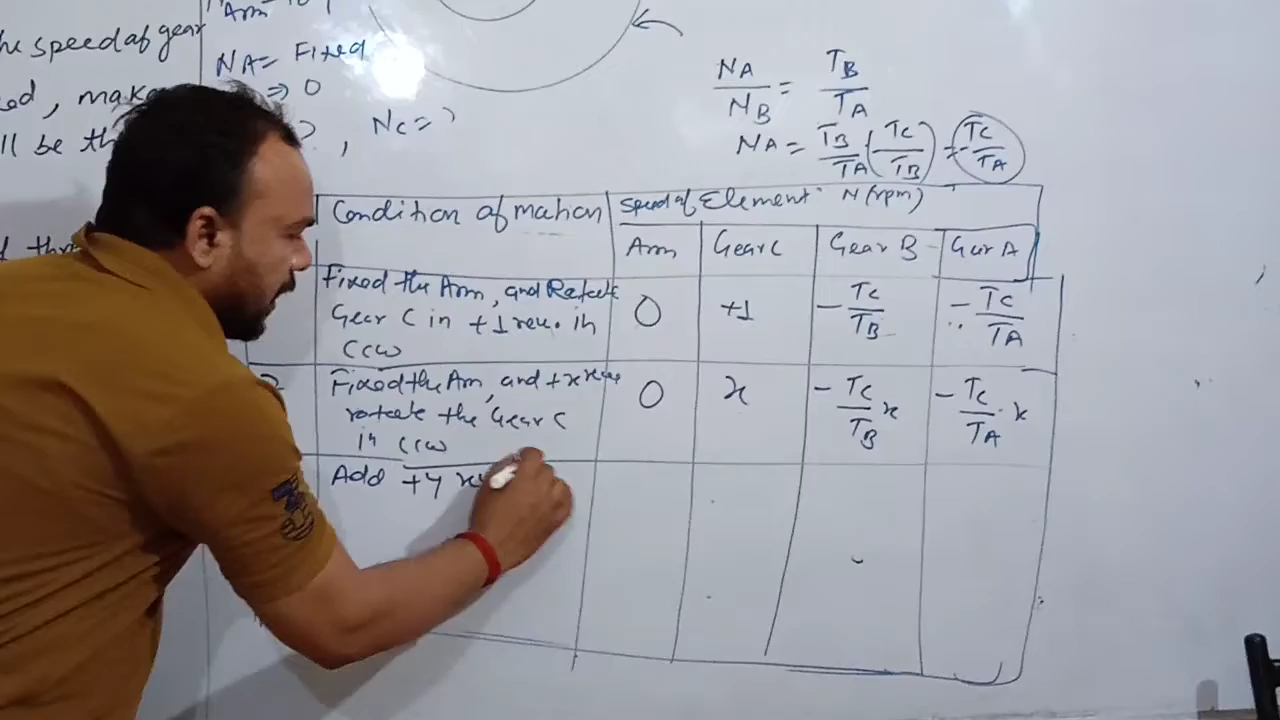 Arm
he speed of gear
NA = Fixed
⇒ 0
ed, make
ll be th
? ,
NC = ?
NA/NB = TB/TA
NA = TB/TA (TC/TB) = TC/TA
Condition of motion
Speed of Element N (rpm)
Arm
Gear C
Gear B
Gear A
Fixed the Arm, and Rotate
Gear C in +1 rev. in
CCW
0
+1
- TC/TB
- TC/TA
2
Fixed the Arm, and +x
rotate the Gear C
in CCW
0
x
- TC/TB x
- TC/TA · x
Add +y